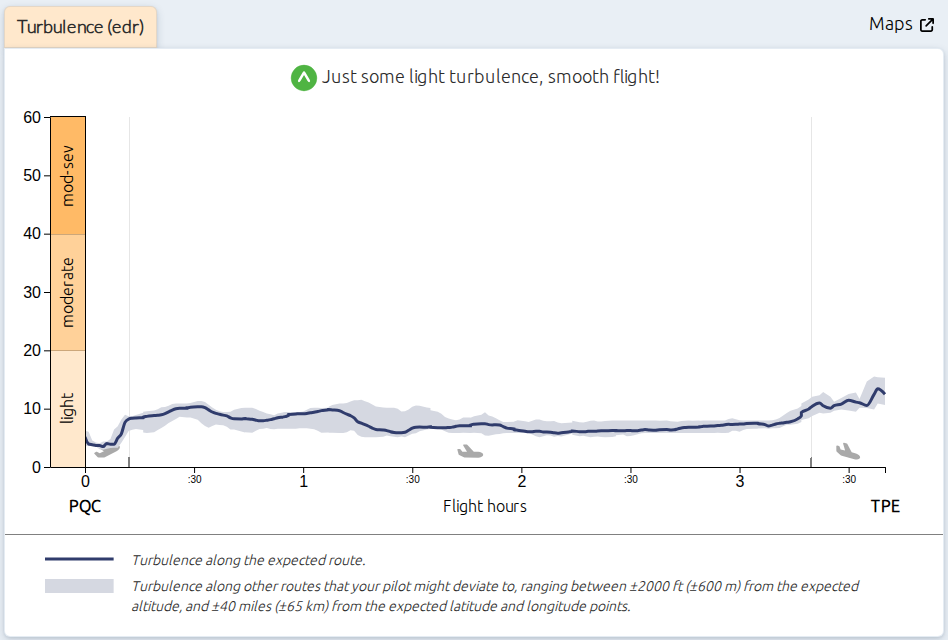 Turbulence (edr)
Maps
Just some light turbulence, smooth flight!
60
50
40
30
20
10
0
mod-sev
moderate
light
0 :30 1 :30 2 :30 3 :30
PQC Flight hours TPE
Turbulence along the expected route.
Turbulence along other routes that your pilot might deviate to, ranging between ±2000 ft (±600 m) from the expected
altitude, and ±40 miles (±65 km) from the expected latitude and longitude points.